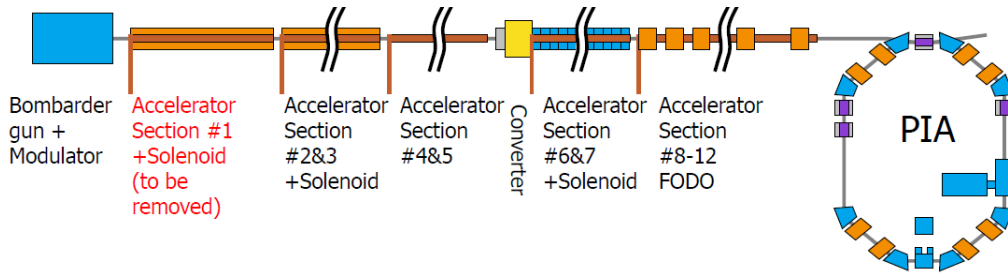 Bombarder
gun +
Modulator
Accelerator
Section #1
+Solenoid
(to be
removed)
Accelerator
Section
#2&3
+Solenoid
Accelerator
Section
#4&5
Converter
Accelerator
Section
#6&7
+Solenoid
Accelerator
Section
#8-12
FODO
PIA